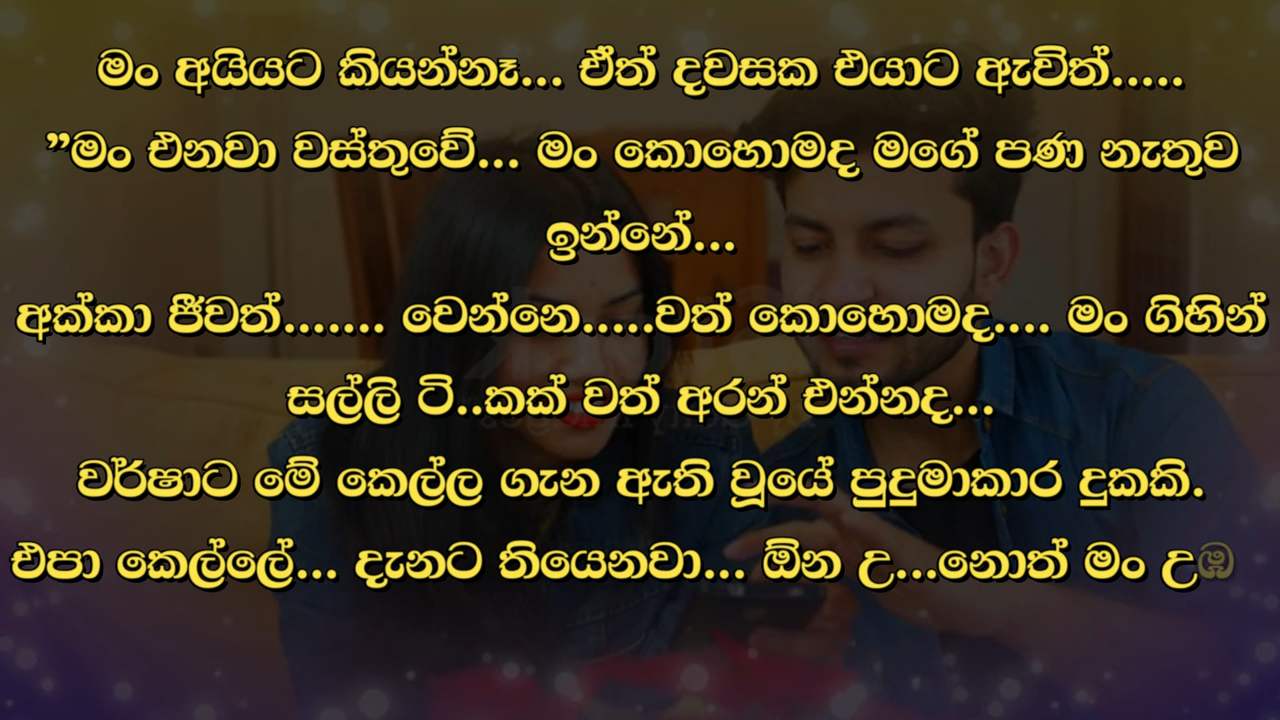 මං අයියට කියන්නෑ... ඒත් දවසක එයාට ඇවිත්.....
”මං එනවා වස්තුවේ... මං කොහොමද මගේ පණ නැතුව
ඉන්නේ...
අක්කා ජීවත්....... වෙන්නෙ.....වත් කොහොමද.... මං ගිහින්
සල්ලි ටි..කක් වත් අරන් එන්නද...
වර්ෂාට මේ කෙල්ල ගැන ඇති වූයේ පුදුමාකාර දුකකි.
එපා කෙල්ලේ... දැනට තියෙනවා... ඕන උ...නොත් මං උඹ